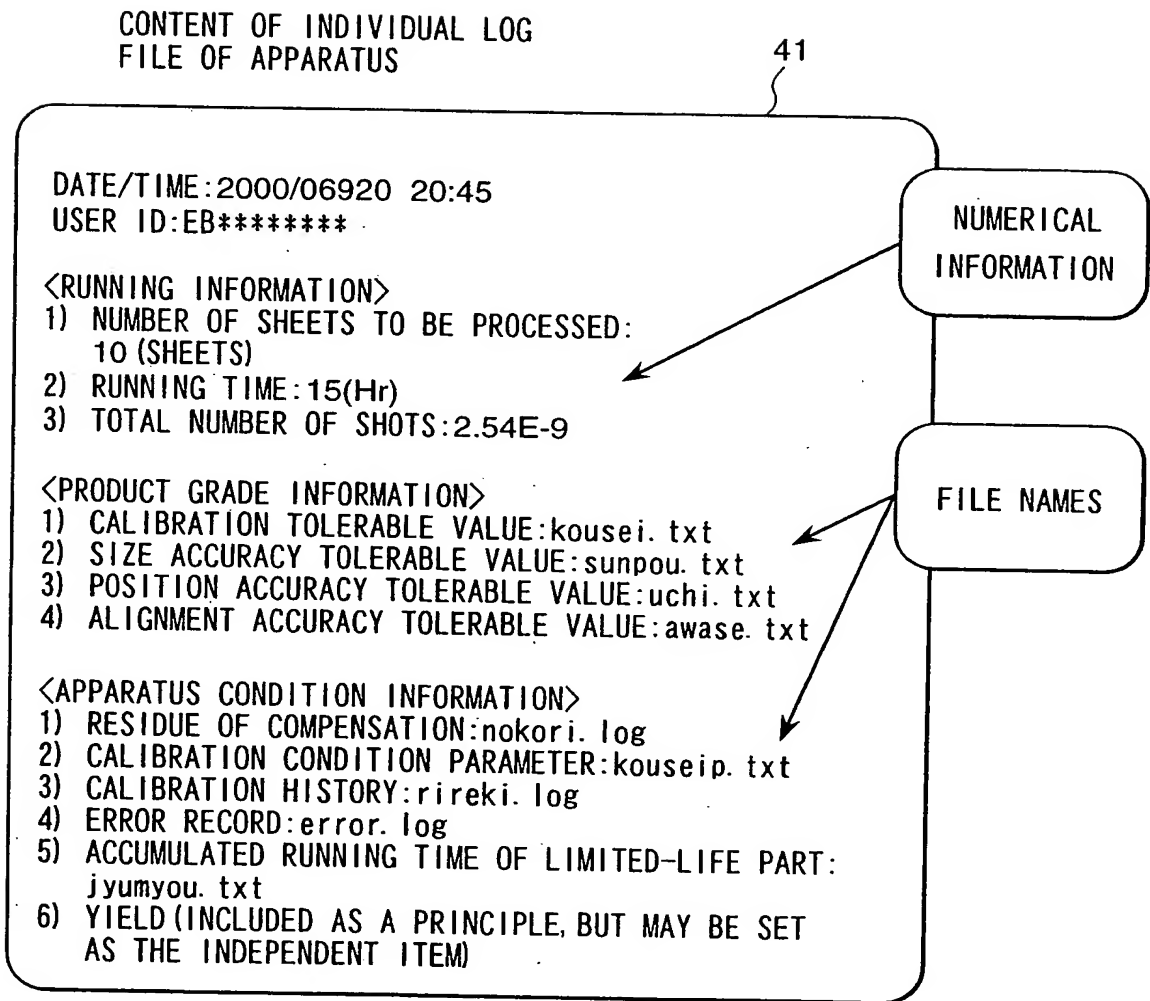 CONTENT OF INDIVIDUAL LOG
FILE OF APPARATUS
41
DATE/TIME:2000/06920 20:45
USER ID:EB********
<RUNNING INFORMATION>
1) NUMBER OF SHEETS TO BE PROCESSED:
10 (SHEETS)
2) RUNNING TIME:15(Hr)
3) TOTAL NUMBER OF SHOTS:2.54E-9
<PRODUCT GRADE INFORMATION>
1) CALIBRATION TOLERABLE VALUE:kousei.txt
2) SIZE ACCURACY TOLERABLE VALUE:sunpou.txt
3) POSITION ACCURACY TOLERABLE VALUE:uchi.txt
4) ALIGNMENT ACCURACY TOLERABLE VALUE:awase.txt
<APPARATUS CONDITION INFORMATION>
1) RESIDUE OF COMPENSATION:nokori.log
2) CALIBRATION CONDITION PARAMETER:kouseip.txt
3) CALIBRATION HISTORY:rireki.log
4) ERROR RECORD:error.log
5) ACCUMULATED RUNNING TIME OF LIMITED-LIFE PART:
jyumyou.txt
6) YIELD(INCLUDED AS A PRINCIPLE, BUT MAY BE SET
AS THE INDEPENDENT ITEM)
NUMERICAL
INFORMATION
FILE NAMES